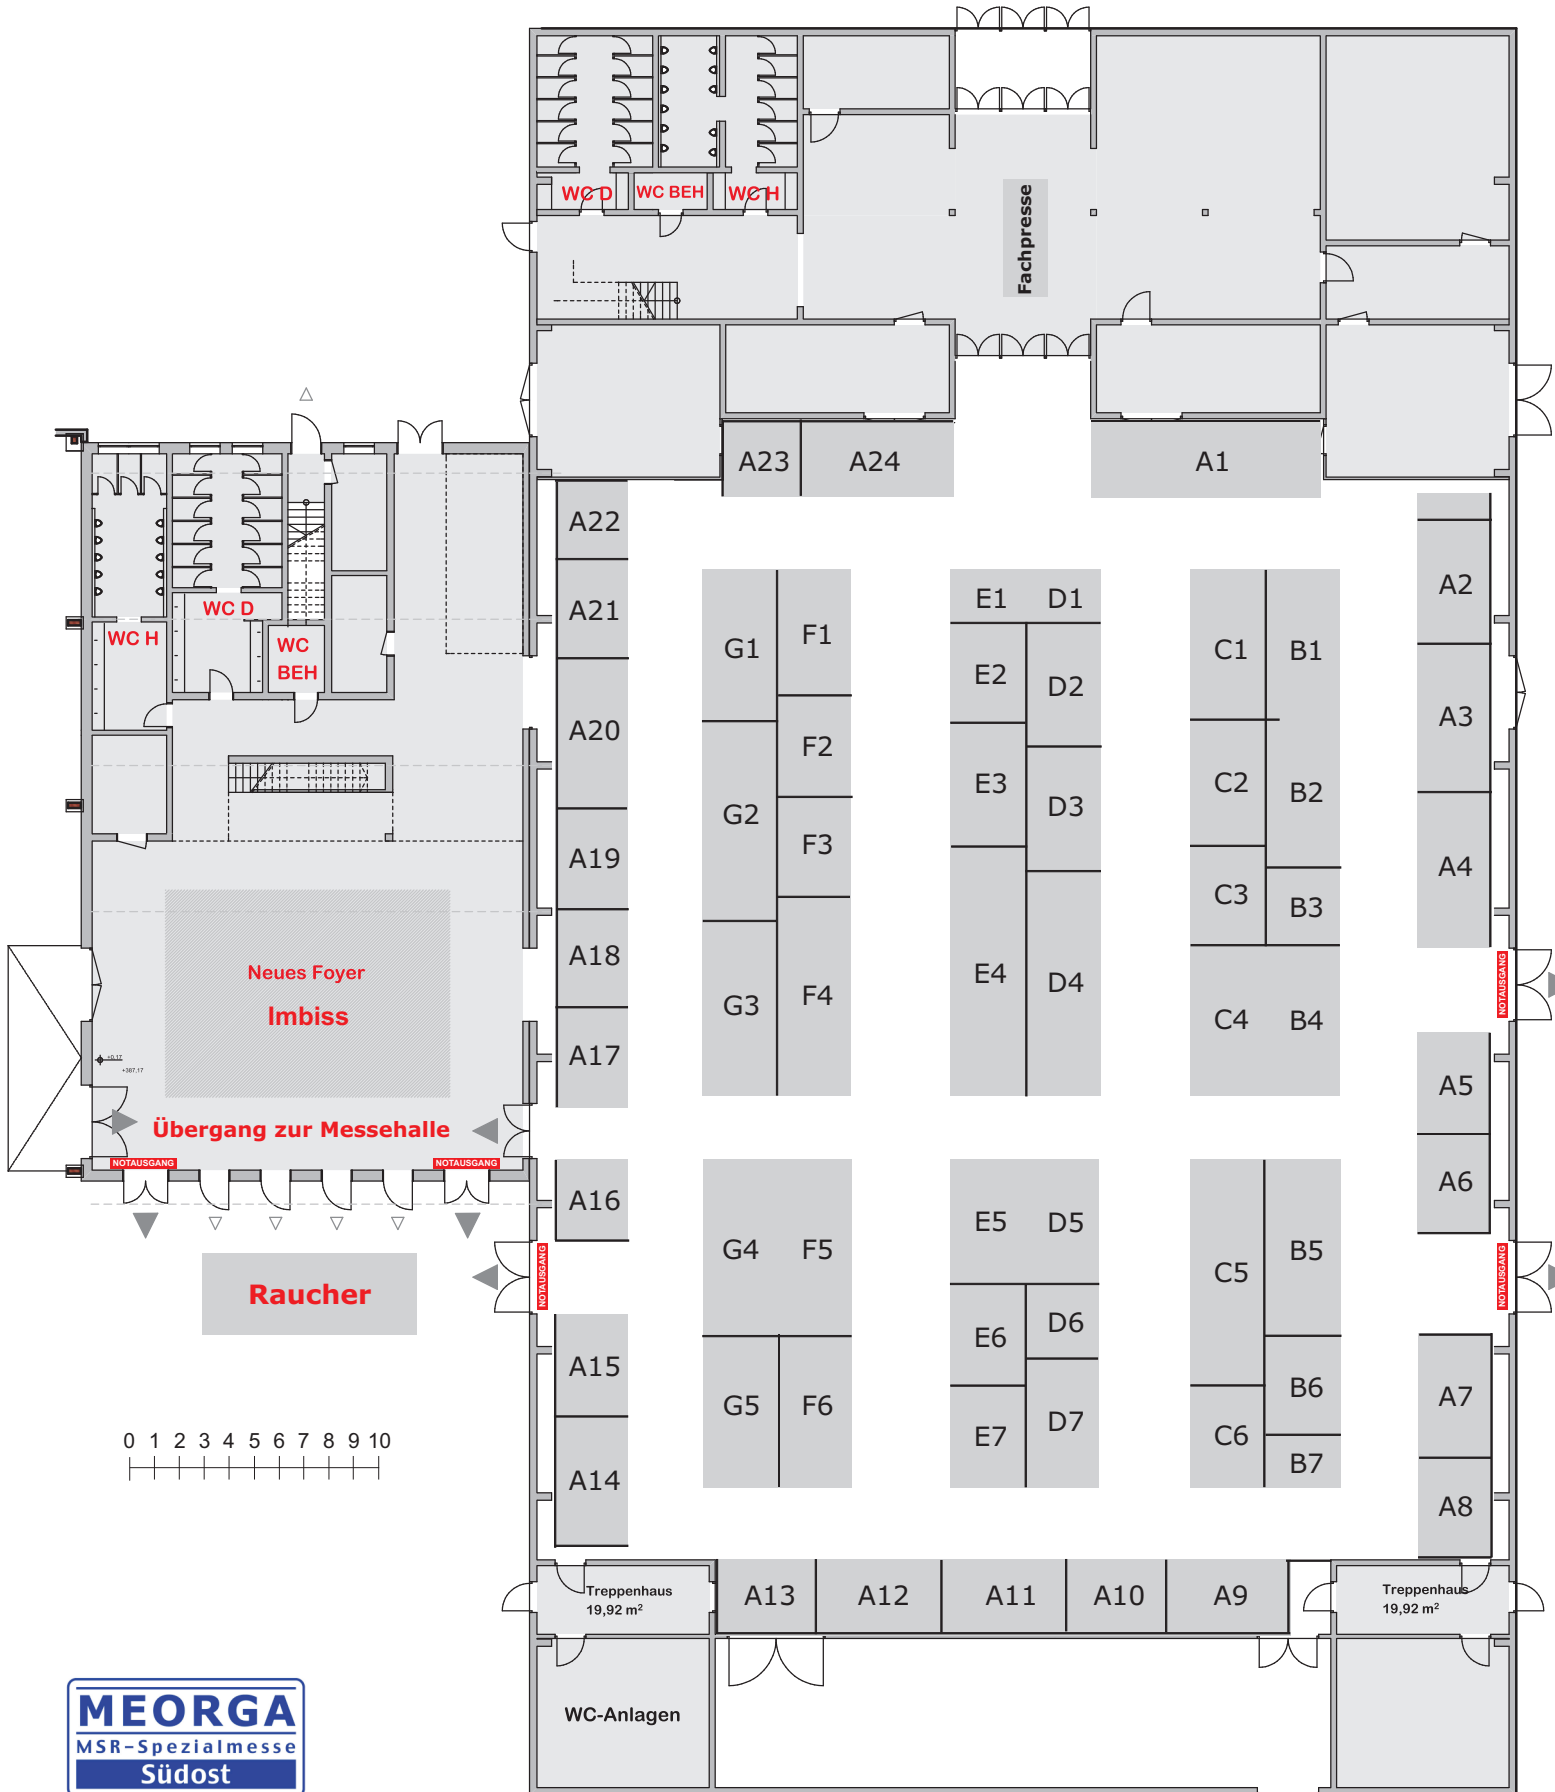 WC D
WC BEH
WC H
Fachpresse
A23
A24
A1
A22
A21
A20
A19
A18
A17
A16
A15
A14
A13
A12
A11
A10
A9
A2
A3
A4
A5
A6
A7
A8
G1
F1
F2
G2
F3
G3
F4
G4
F5
G5
F6
E1
D1
E2
D2
E3
D3
E4
D4
E5
D5
E6
D6
E7
D7
C1
B1
C2
B2
C3
B3
C4
B4
C5
B5
B6
C6
B7
WC H
WC D
WC
BEH
Neues Foyer
Imbiss
+0,17
+387,17
Übergang zur Messehalle
NOTAUSGANG
NOTAUSGANG
NOTAUSGANG
NOTAUSGANG
NOTAUSGANG
Raucher
0 1 2 3 4 5 6 7 8 9 10
Treppenhaus
19,92 m²
Treppenhaus
19,92 m²
WC-Anlagen
MEORGA
MSR-Spezialmesse
Südost